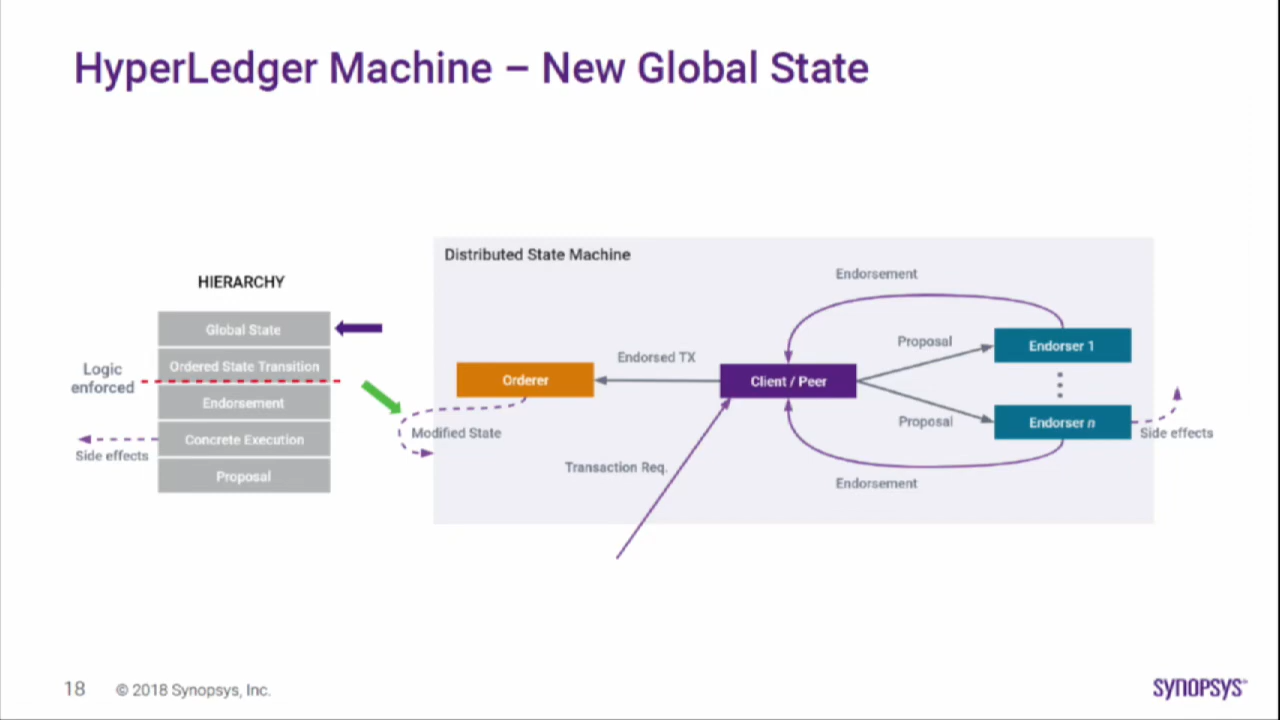 HyperLedger Machine – New Global State
HIERARCHY
Global State
Ordered State Transition
Logic
enforced
Endorsement
Concrete Execution
Side effects
Proposal
Distributed State Machine
Endorsement
Proposal
Endorser 1
Endorsed TX
Orderer
Client / Peer
Proposal
Endorser n
Modified State
Side effects
Transaction Req.
Endorsement
18
© 2018 Synopsys, Inc.
SYNOPSYS